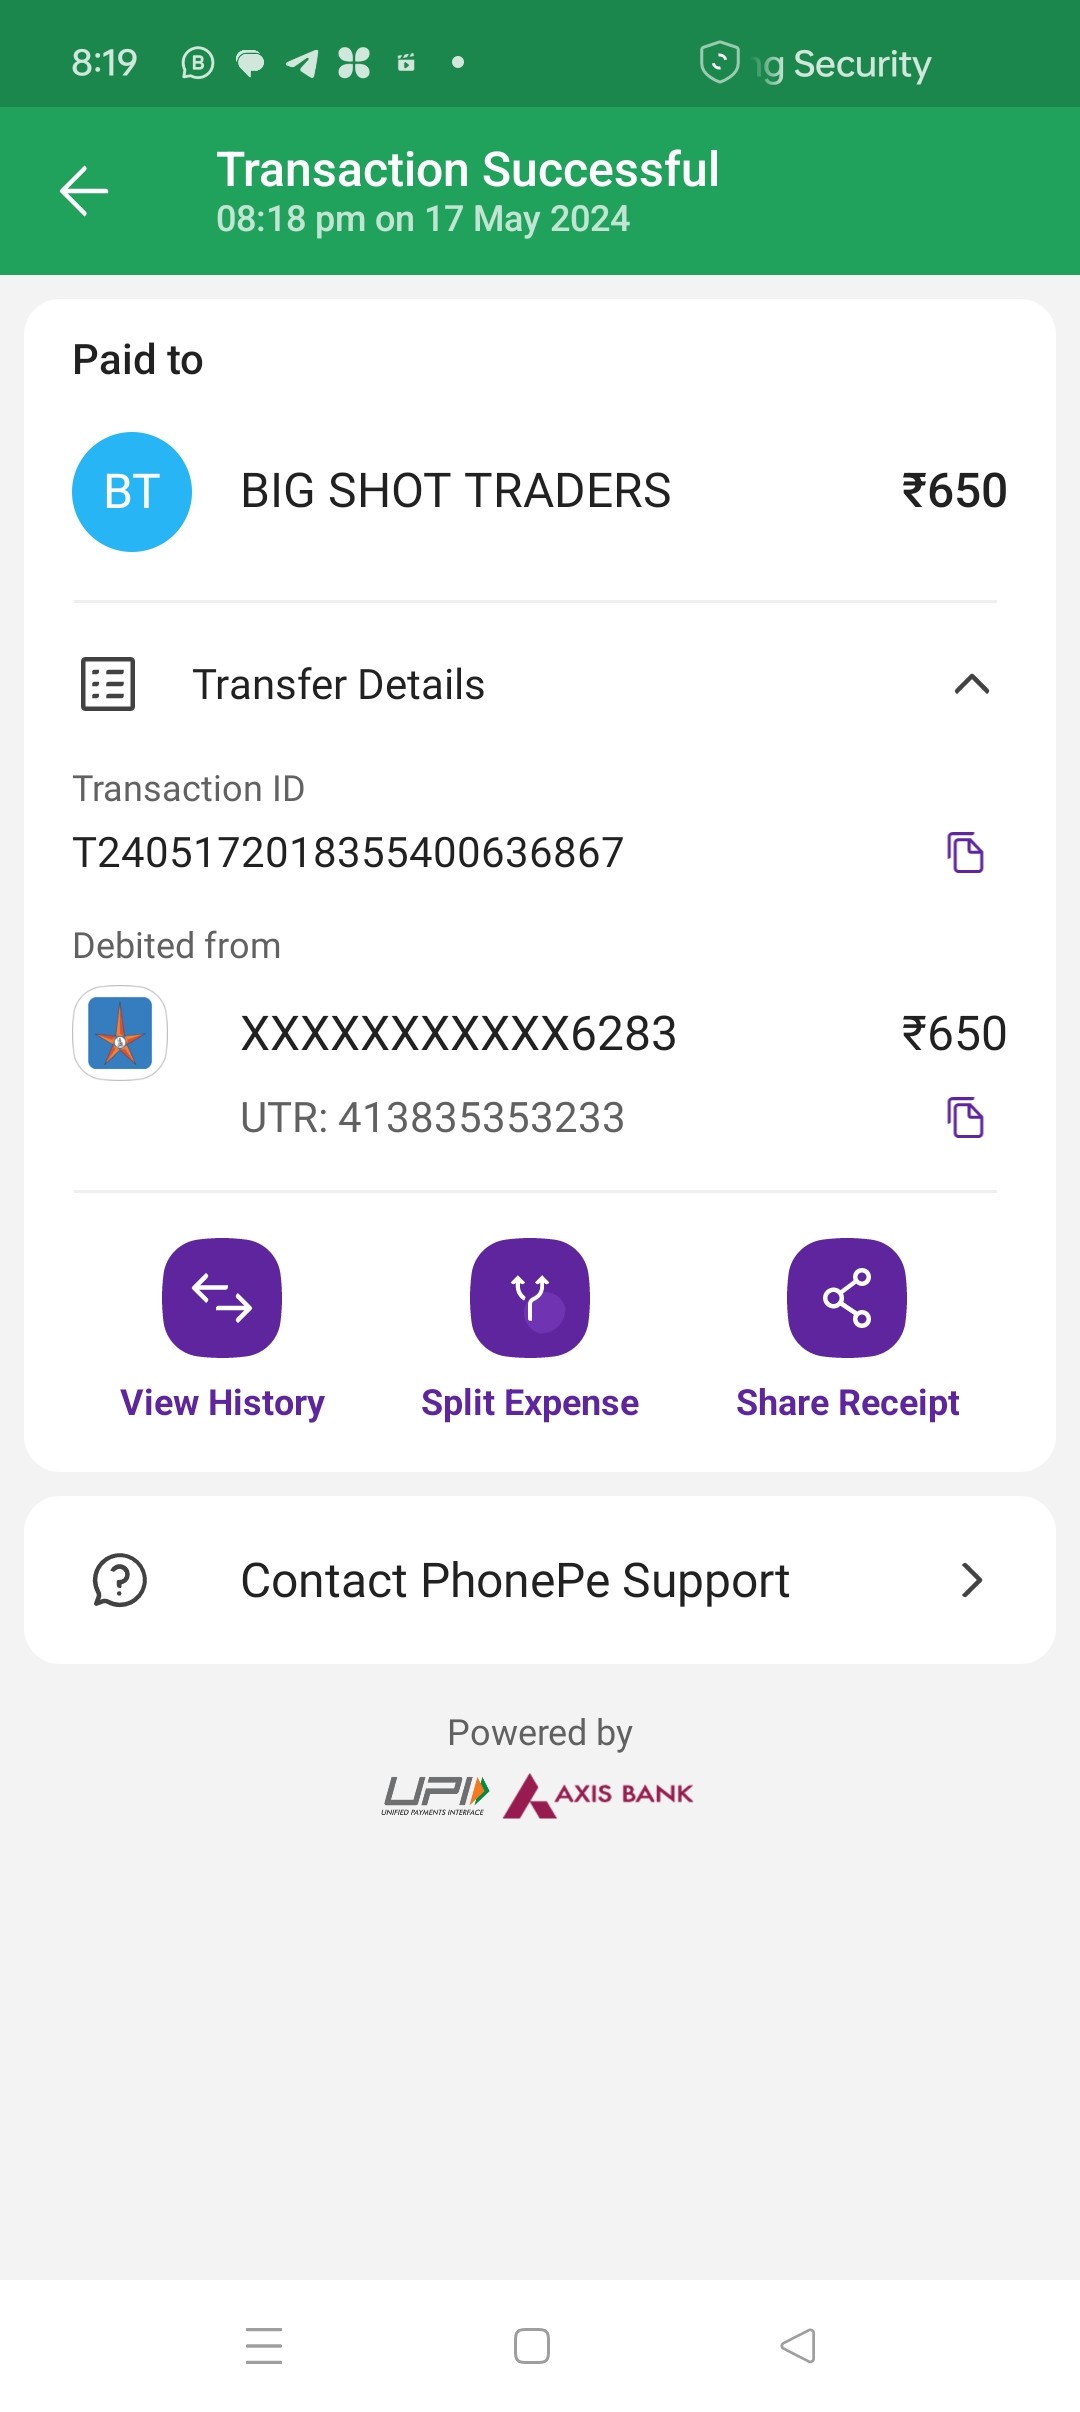 8:19
ng Security
Transaction Successful
08:18 pm on 17 May 2024
Paid to
BT
BIG SHOT TRADERS
₹650
Transfer Details
Transaction ID
T2405172018355400636867
Debited from
XXXXXXXXXXX6283
₹650
UTR: 413835353233
View History
Split Expense
Share Receipt
Contact PhonePe Support
Powered by
UPI
UNIFIED PAYMENTS INTERFACE
AXIS BANK